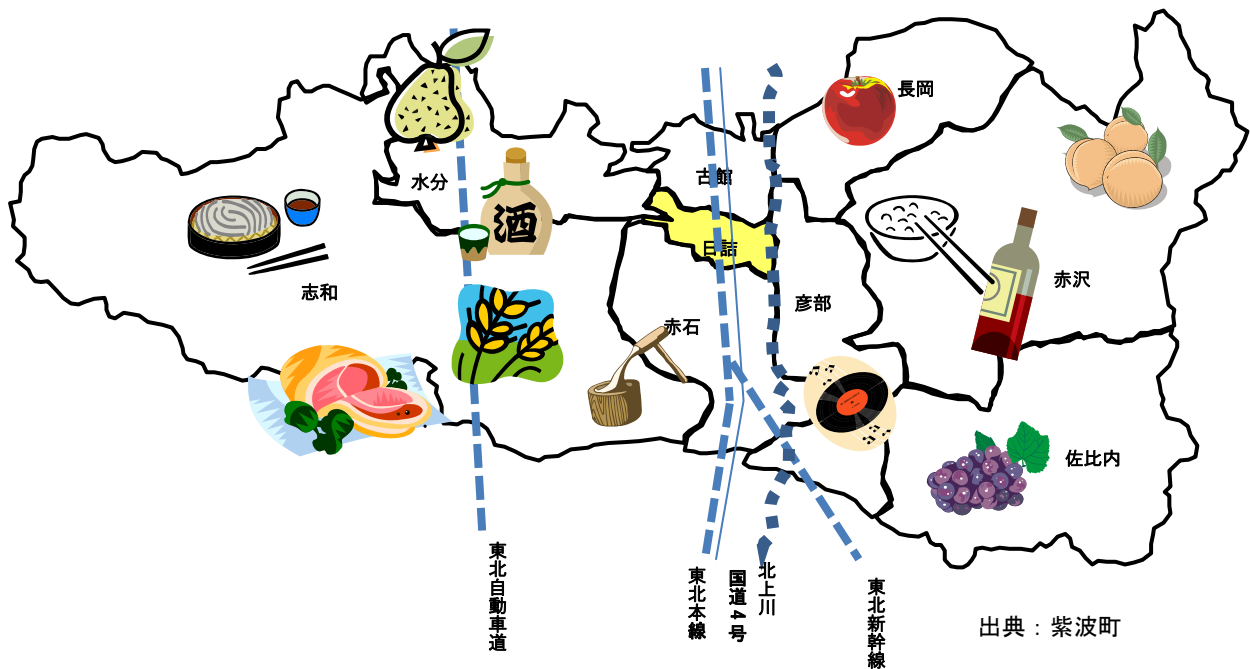 長岡
水分
古館
酒
日詰
志和
赤沢
彦部
赤石
佐比内
東北自動車道
東北本線
国道4号
北上川
東北新幹線
出典：紫波町